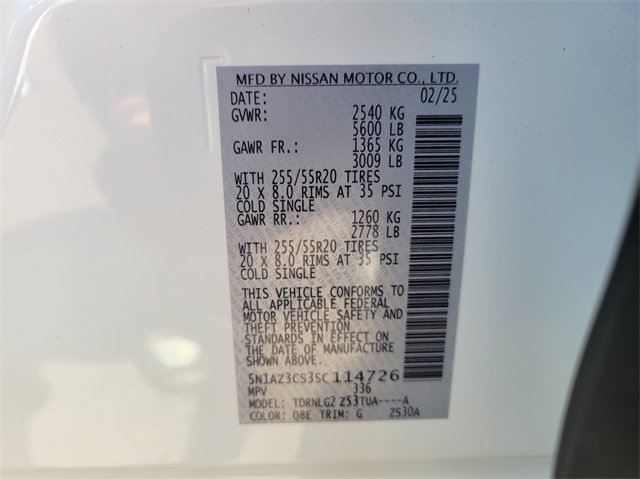 MFD BY NISSAN MOTOR CO., LTD.
DATE: 02/25
GVWR: 2540 KG
5600 LB
GAWR FR.: 1365 KG
3009 LB
WITH 255/55R20 TIRES
20 X 8.0 RIMS AT 35 PSI
COLD SINGLE
GAWR RR.: 1260 KG
2778 LB
WITH 255/55R20 TIRES
20 X 8.0 RIMS AT 35 PSI
COLD SINGLE
THIS VEHICLE CONFORMS TO
ALL APPLICABLE FEDERAL
MOTOR VEHICLE SAFETY AND
THEFT PREVENTION
STANDARDS IN EFFECT ON
THE DATE OF MANUFACTURE
SHOWN ABOVE.
5N1AZ3CS3SC114726
MPV 336
MODEL: TDRNLG2 ZS3TUA----A
COLOR: QBE TRIM: G ZS30A